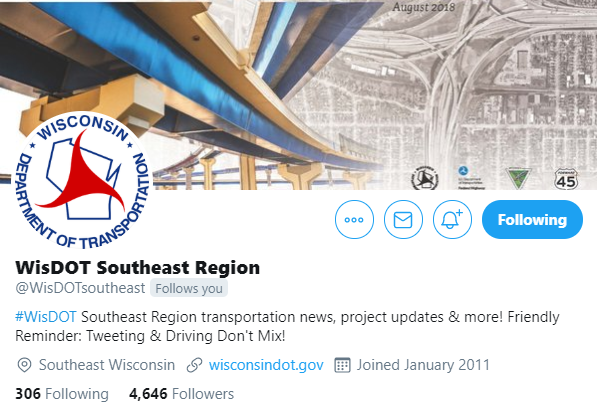 August 2018
WISCONSIN
DEPARTMENT OF TRANSPORTATION
45
Following
WisDOT Southeast Region
@WisDOTsoutheast Follows you
#WisDOT Southeast Region transportation news, project updates & more! Friendly
Reminder: Tweeting & Driving Don't Mix!
Southeast Wisconsin wisconsindot.gov Joined January 2011
306 Following 4,646 Followers